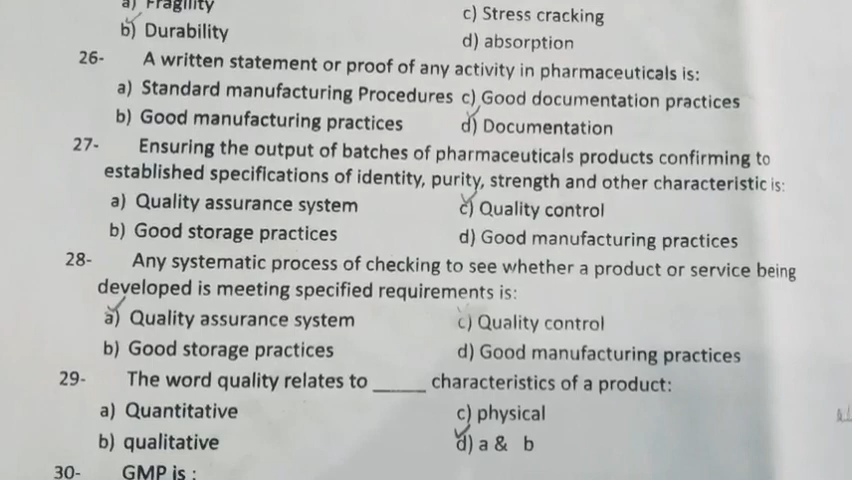 a) Fragility
c) Stress cracking
b) Durability
d) absorption
26- A written statement or proof of any activity in pharmaceuticals is:
a) Standard manufacturing Procedures c) Good documentation practices
b) Good manufacturing practices d) Documentation
27- Ensuring the output of batches of pharmaceuticals products confirming to
established specifications of identity, purity, strength and other characteristic is:
a) Quality assurance system c) Quality control
b) Good storage practices d) Good manufacturing practices
28- Any systematic process of checking to see whether a product or service being
developed is meeting specified requirements is:
a) Quality assurance system c) Quality control
b) Good storage practices d) Good manufacturing practices
29- The word quality relates to _____ characteristics of a product:
a) Quantitative c) physical
b) qualitative d) a & b
30- GMP is :